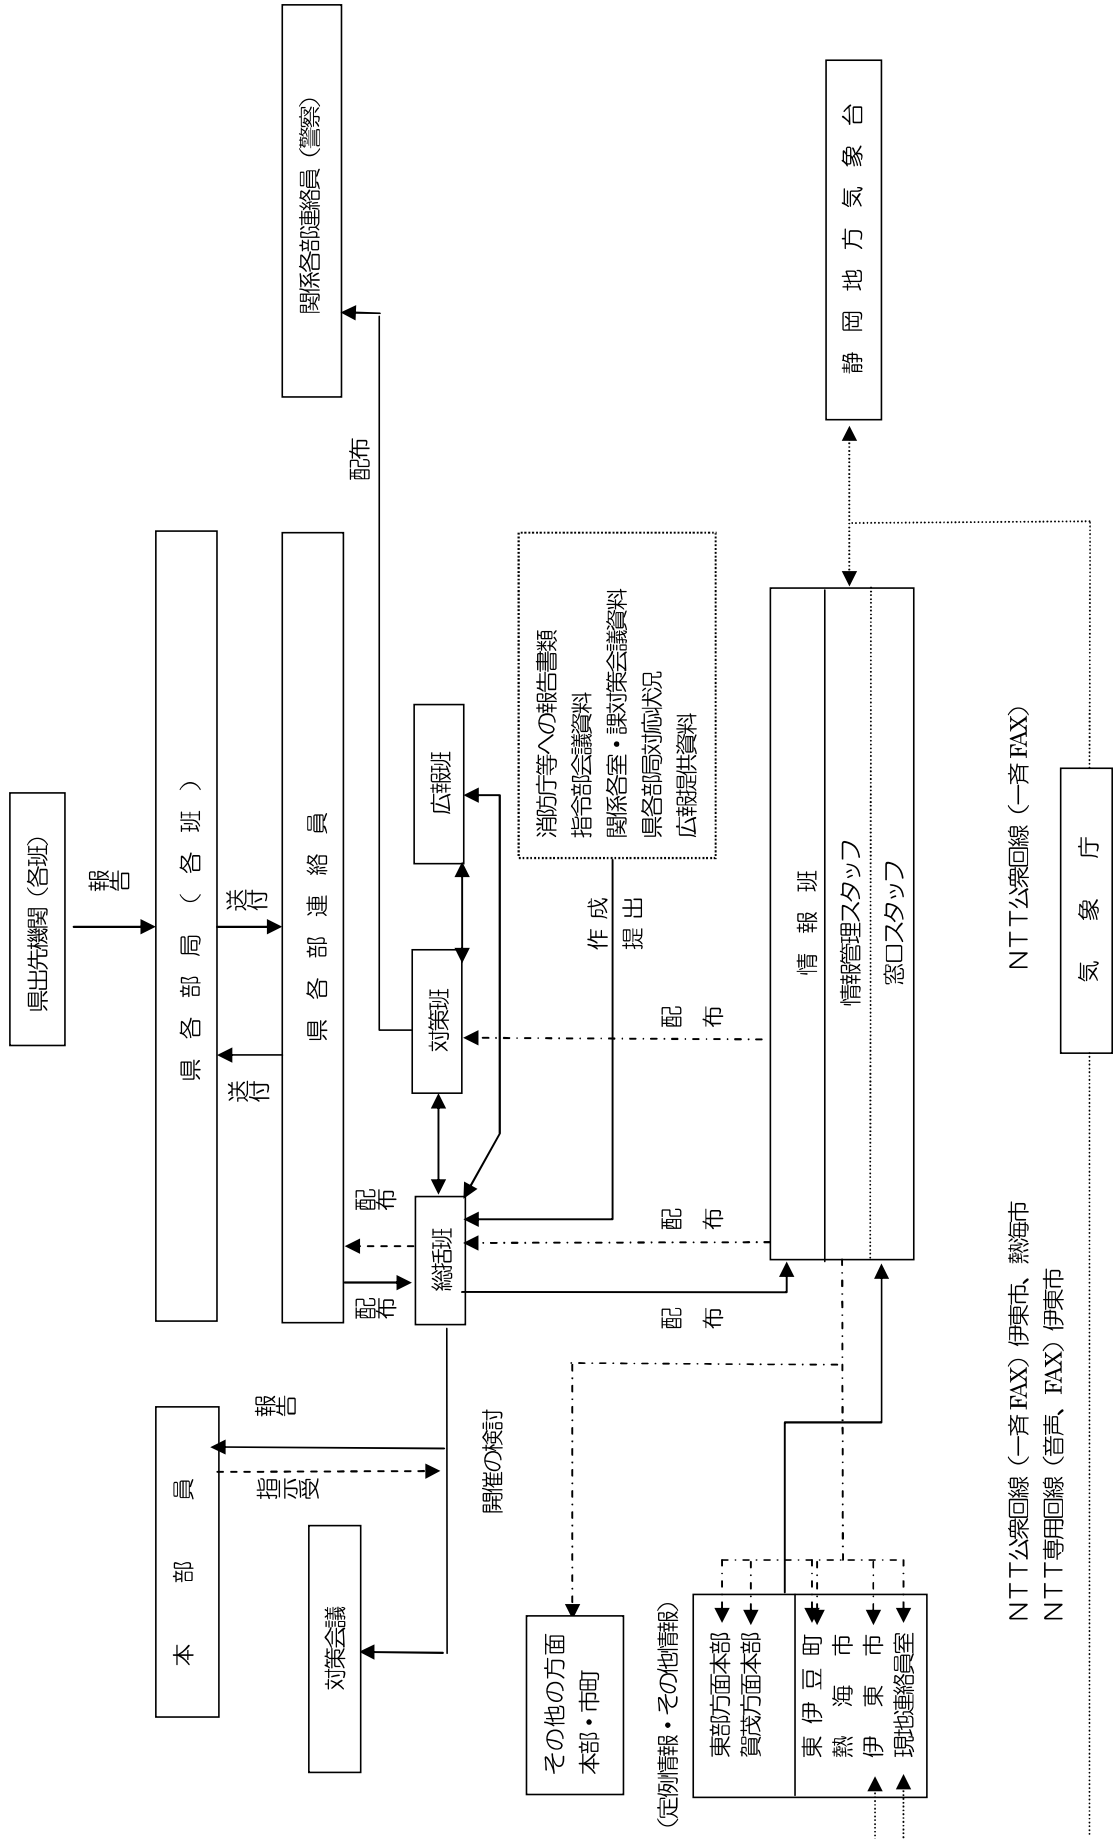 県出先機関（各班）
報告
県各部局（各班）
送付
送付
県各部連絡員
関係各部連絡員（警察）
配布
本部員
報告
指示受
対策会議
開催の検討
配布
配布
総括班
対策班
広報班
消防庁等への報告書類
指令部会議資料
関係各室・課対策会議資料
県各部局対応状況
広報提供資料
作成
提出
配布
配布
配布
情報班
情報管理スタッフ
窓口スタッフ
静岡地方気象台
その他の方面
本部・市町
（定例情報・その他情報）
東部方面本部
賀茂方面本部
東伊豆町
熱海市
伊東市
現地連絡員室
ＮＴＴ公衆回線（一斉FAX）伊東市、熱海市
ＮＴＴ専用回線（音声、FAX）伊東市
ＮＴＴ公衆回線（一斉FAX）
気象庁